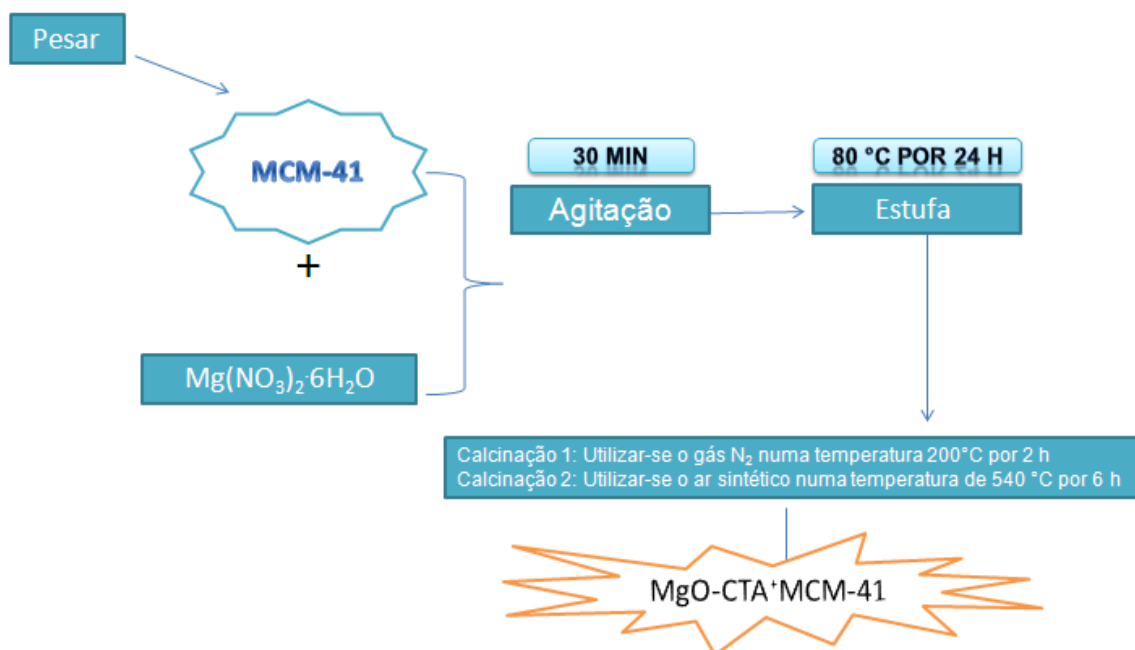 Pesar
MCM-41
+
Mg(NO₃)₂·6H₂O
30 MIN
Agitação
80 °C POR 24 H
Estufa
Calcinação 1: Utilizar-se o gás N₂ numa temperatura 200°C por 2 h
Calcinação 2: Utilizar-se o ar sintético numa temperatura de 540 °C por 6 h
MgO-CTA⁺MCM-41